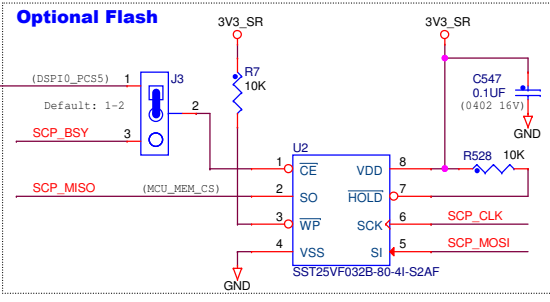 Optional Flash
3V3_SR
3V3_SR
(DSPI0_PCS5)
1
J3
Default: 1-2
2
3
SCP_BSY
R7
10K
C547
0.1UF
(0402 16V)
GND
U2
R528
10K
1
CE
VDD
8
SCP_MISO
(MCU_MEM_CS)
2
SO
HOLD
7
3
WP
SCK
6
SCP_CLK
4
VSS
SI
5
SCP_MOSI
SST25VF032B-80-4I-S2AF
GND